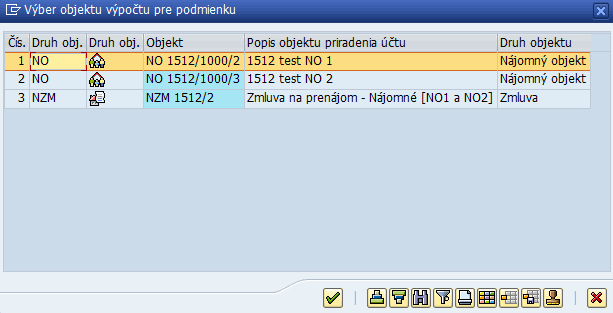 Výber objektu výpočtu pre podmienku
Čís. Druh obj. Druh obj. Objekt Popis objektu priradenia účtu Druh objektu
1 NO NO 1512/1000/2 1512 test NO 1 Nájomný objekt
2 NO NO 1512/1000/3 1512 test NO 2 Nájomný objekt
3 NZM NZM 1512/2 Zmluva na prenájom - Nájomné [NO1 a NO2] Zmluva